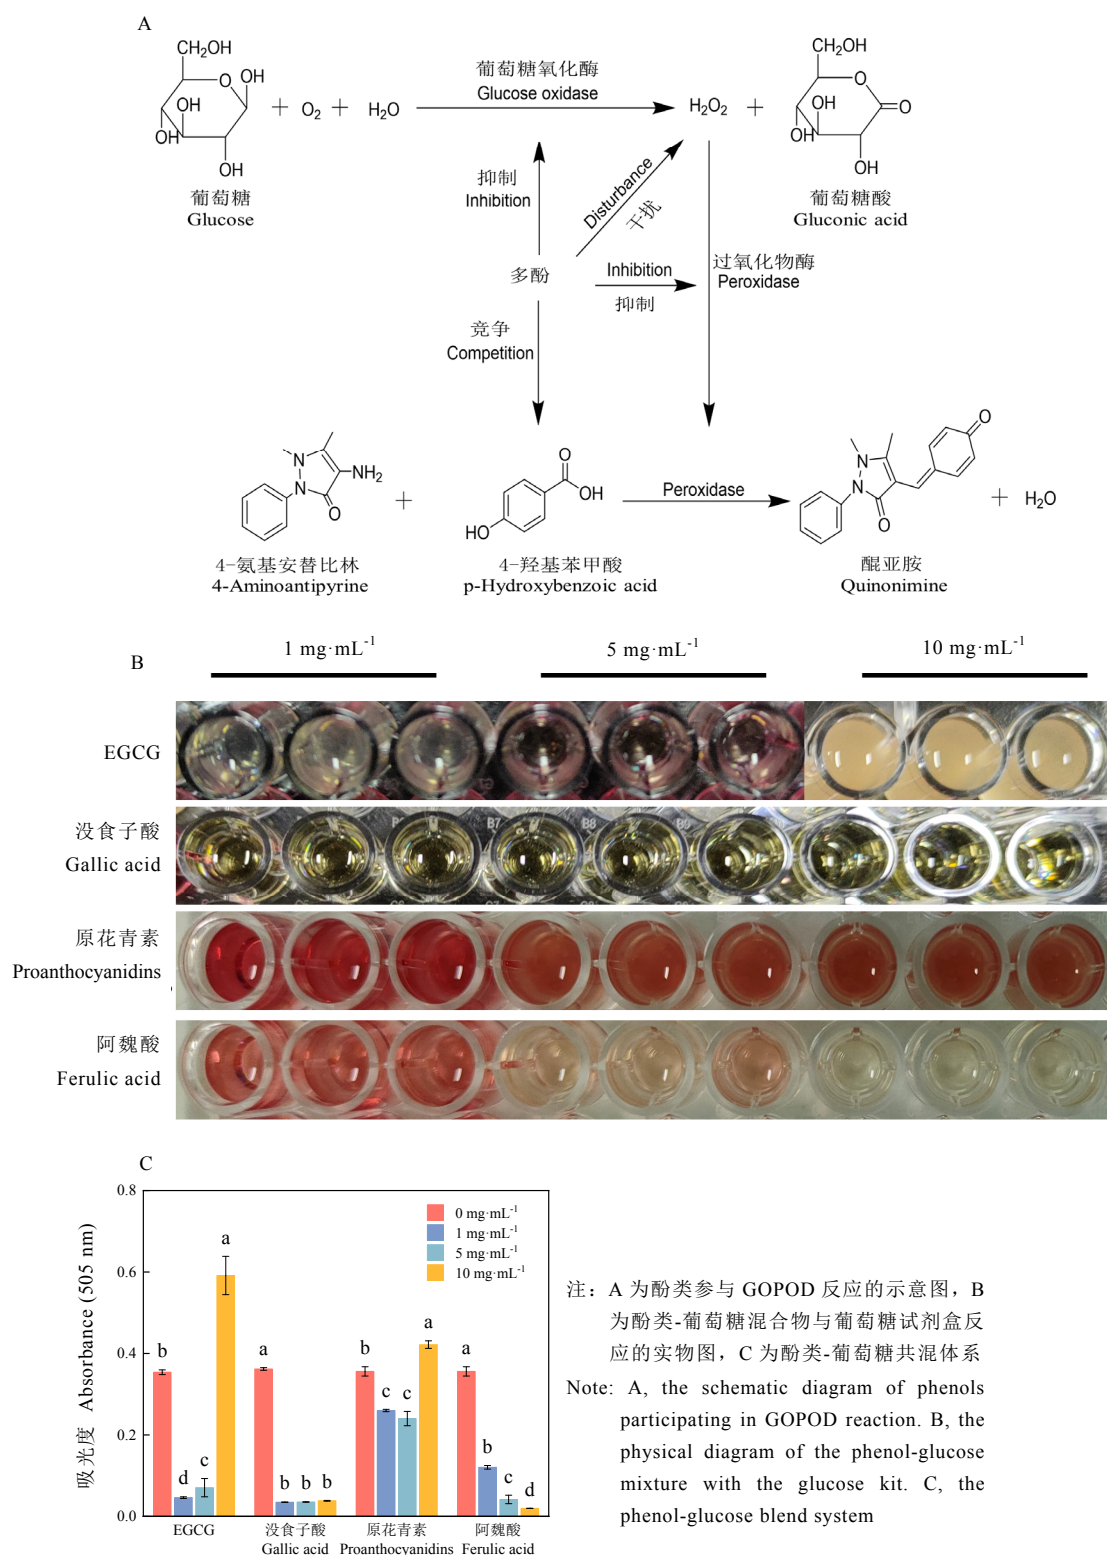 A
CH2OH
O
OH
OH
OH
OH
+ O2 + H2O
葡萄糖氧化酶
Glucose oxidase
H2O2 +
CH2OH
O
O
OH
OH
OH
葡萄糖
Glucose
抑制
Inhibition
Disturbance
干扰
葡萄糖酸
Gluconic acid
多酚
Inhibition
抑制
过氧化物酶
Peroxidase
竞争
Competition
N
N
NH2
O
+
O
OH
HO
Peroxidase
N
N
O
O
+ H2O
4-氨基安替比林
4-Aminoantipyrine
4-羟基苯甲酸
p-Hydroxybenzoic acid
醌亚胺
Quinonimine
B
1 mg·mL-1
5 mg·mL-1
10 mg·mL-1
EGCG
没食子酸
Gallic acid
原花青素
Proanthocyanidins
阿魏酸
Ferulic acid
C
吸光度 Absorbance (505 nm)
0.8
0.6
0.4
0.2
0.0
0 mg·mL-1
1 mg·mL-1
5 mg·mL-1
10 mg·mL-1
b d c a
a b b b
b c c a
a b c d
EGCG
没食子酸
Gallic acid
原花青素
Proanthocyanidins
阿魏酸
Ferulic acid
注：A 为酚类参与 GOPOD 反应的示意图，B
为酚类-葡萄糖混合物与葡萄糖试剂盒反
应的实物图，C 为酚类-葡萄糖共混体系
Note: A, the schematic diagram of phenols
participating in GOPOD reaction. B, the
physical diagram of the phenol-glucose
mixture with the glucose kit. C, the
phenol-glucose blend system